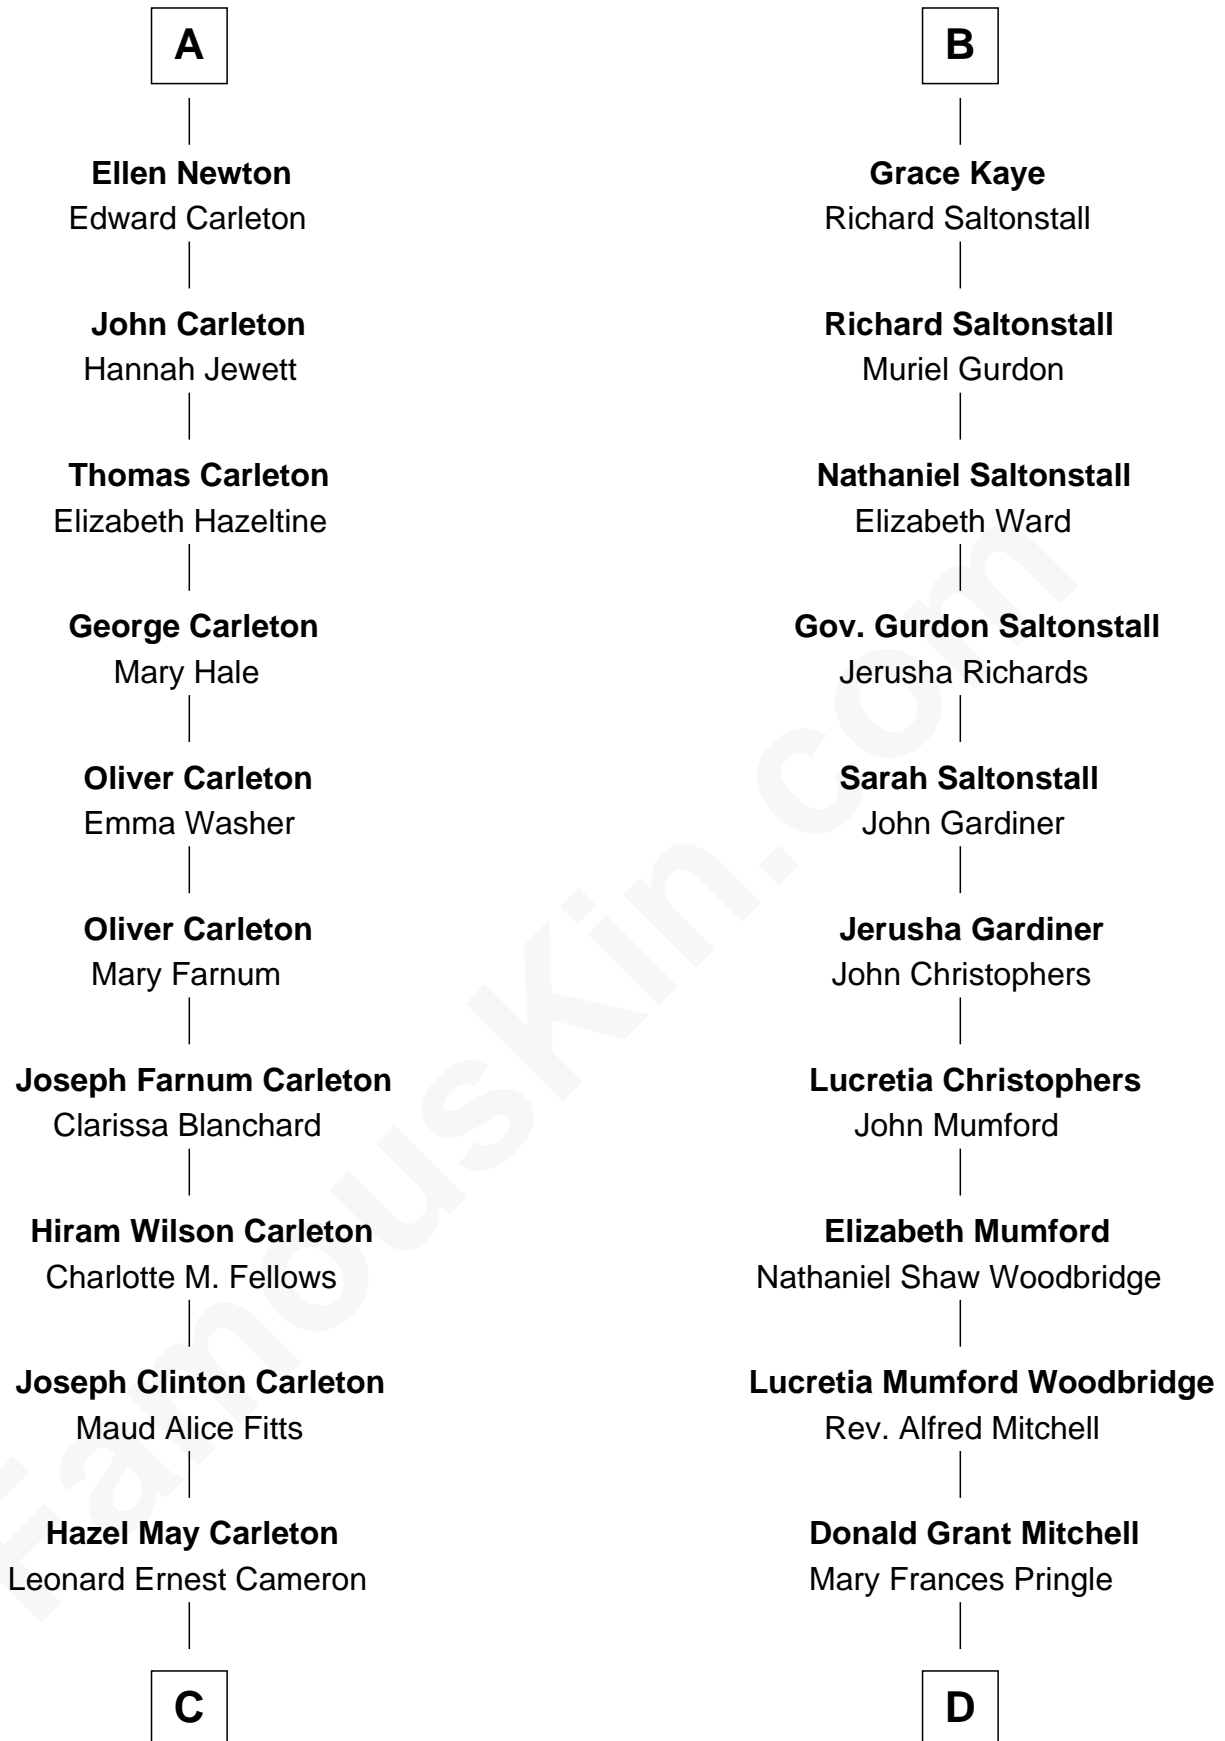 A
Ellen Newton
Edward Carleton
John Carleton
Hannah Jewett
Thomas Carleton
Elizabeth Hazeltine
George Carleton
Mary Hale
Oliver Carleton
Emma Washer
Oliver Carleton
Mary Farnum
Joseph Farnum Carleton
Clarissa Blanchard
Hiram Wilson Carleton
Charlotte M. Fellows
Joseph Clinton Carleton
Maud Alice Fitts
Hazel May Carleton
Leonard Ernest Cameron
C
B
Grace Kaye
Richard Saltonstall
Richard Saltonstall
Muriel Gurdon
Nathaniel Saltonstall
Elizabeth Ward
Gov. Gurdon Saltonstall
Jerusha Richards
Sarah Saltonstall
John Gardiner
Jerusha Gardiner
John Christophers
Lucretia Christophers
John Mumford
Elizabeth Mumford
Nathaniel Shaw Woodbridge
Lucretia Mumford Woodbridge
Rev. Alfred Mitchell
Donald Grant Mitchell
Mary Frances Pringle
D
FamousKin.com